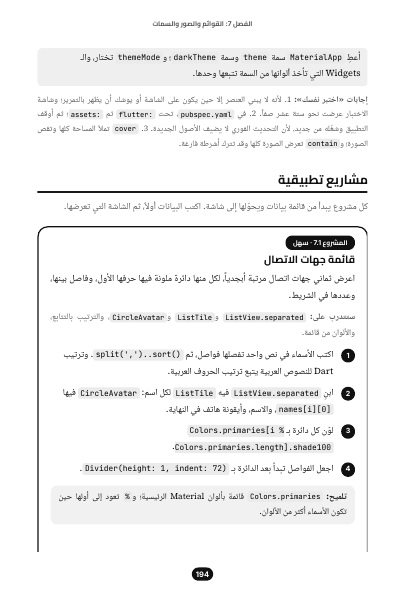 الفصل 7: القوائم والصور والسمات
أعطِ MaterialApp سمة theme وسمة darkTheme؛ و themeMode تختار، والـ
Widgets التي تأخذ ألوانها من السمة تتبعها وحدها.
إجابات «اختبر نفسك»: 1. لأنه لا يبني العنصر إلا حين يكون على الشاشة أو يوشك أن يظهر بالتمرير؛ وشاشة
الاختبار عرضت نحو ستة عشر صفاً. 2. في pubspec.yaml، تحت flutter: ثم assets:؛ ثم أوقف
التطبيق وشغّله من جديد، لأن التحديث الفوري لا يضيف الأصول الجديدة. 3. cover تملأ المساحة كلها وتقص
الصورة؛ و contain تعرض الصورة كلها وقد تترك أشرطة فارغة.
مشاريع تطبيقية
كل مشروع يبدأ من قائمة بيانات ويحوّلها إلى شاشة. اكتب البيانات أولاً، ثم الشاشة التي تعرضها.
المشروع 7.1 · سهل
قائمة جهات الاتصال
اعرض ثماني جهات اتصال مرتبة أبجدياً، لكل منها دائرة ملونة فيها حرفها الأول، وفاصل بينها،
وعددها في الشريط.
ستتدرب على: ListView.separated و ListTile و CircleAvatar، والترتيب بالتتابع،
والألوان من قائمة.
1 اكتب الأسماء في نص واحد تفصلها فواصل، ثم split(',')..sort(). وترتيب
Dart للنصوص العربية يتبع ترتيب الحروف العربية.
2 ابنِ ListView.separated فيه ListTile لكل اسم: CircleAvatar فيها
names[i][0]، والاسم، وأيقونة هاتف في النهاية.
3 لوّن كل دائرة بـ Colors.primaries[i %
Colors.primaries.length].shade100.
4 اجعل الفواصل تبدأ بعد الدائرة بـ Divider(height: 1, indent: 72).
تلميح: Colors.primaries قائمة بألوان Material الرئيسية؛ و % تعود إلى أولها حين
تكون الأسماء أكثر من الألوان.
194